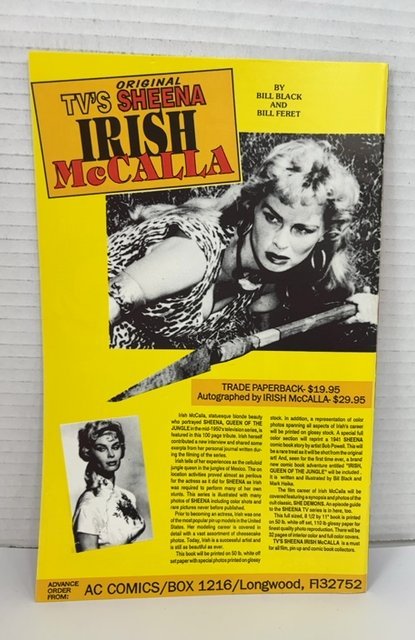 ORIGINAL
TV'S SHEENA
IRISH
McCALLA
BY
BILL BLACK
AND
BILL FERET
TRADE PAPERBACK- $19.95
Autographed by IRISH McCALLA- $29.95
Irish McCalla, statuesque blonde beauty
who portrayed SHEENA, QUEEN OF THE
JUNGLE in the mid-1950's television series, is
featured in this 100 page tribute. Irish herself
contributed a new interview and shared some
excerpts from her personal journal written dur-
ing the filming of the series.
Irish tells of her experiences as the celluloid
jungle queen in the jungles of Mexico. The on
location activities proved almost as perilous
for the actress as it did for SHEENA as Irish
was required to perform many of her own
stunts. This series is illustrated with many
photos of SHEENA including color shots and
rare pictures never before published.
Prior to becoming an actress, Irish was one
of the most popular pin-up models in the United
States. Her modeling career is covered in
detail with a vast assortment of cheesecake
photos. Today, Irish is a successful artist and
is still as beautiful as ever.
This book will be printed on 50 lb. white off
set paper with special photos printed on glossy
stock. In addition, a representation of color
photos spanning all aspects of Irish's career
will be printed on glossy stock. A special full
color section will reprint a 1941 SHEENA
comic book story by artist Bob Powell. This will
be a rare treat as it will be shot from the original
art! And, seen for the first time ever, a brand
new comic book adventure entitled "IRISH,
QUEEN OF THE JUNGLE" will be included.
It is written and illustrated by Bill Black and
Mark Heike.
The film career of Irish McCalla will be
covered featuring a synopsis and photos of the
cult classic, SHE DEMONS. An episode guide
to the SHEENA TV series is in here, too.
This full sized, 8 1/2 by 11" book is printed
on 50 lb. white off set, 110 lb glossy paper for
finest quality photo reproduction. There will be
32 pages of interior color and full color covers.
TV'S SHEENA IRISH McCALLA is a must
for all film, pin-up and comic book collectors.
ADVANCE
ORDER
FROM:
AC COMICS/BOX 1216/Longwood, Fl32752